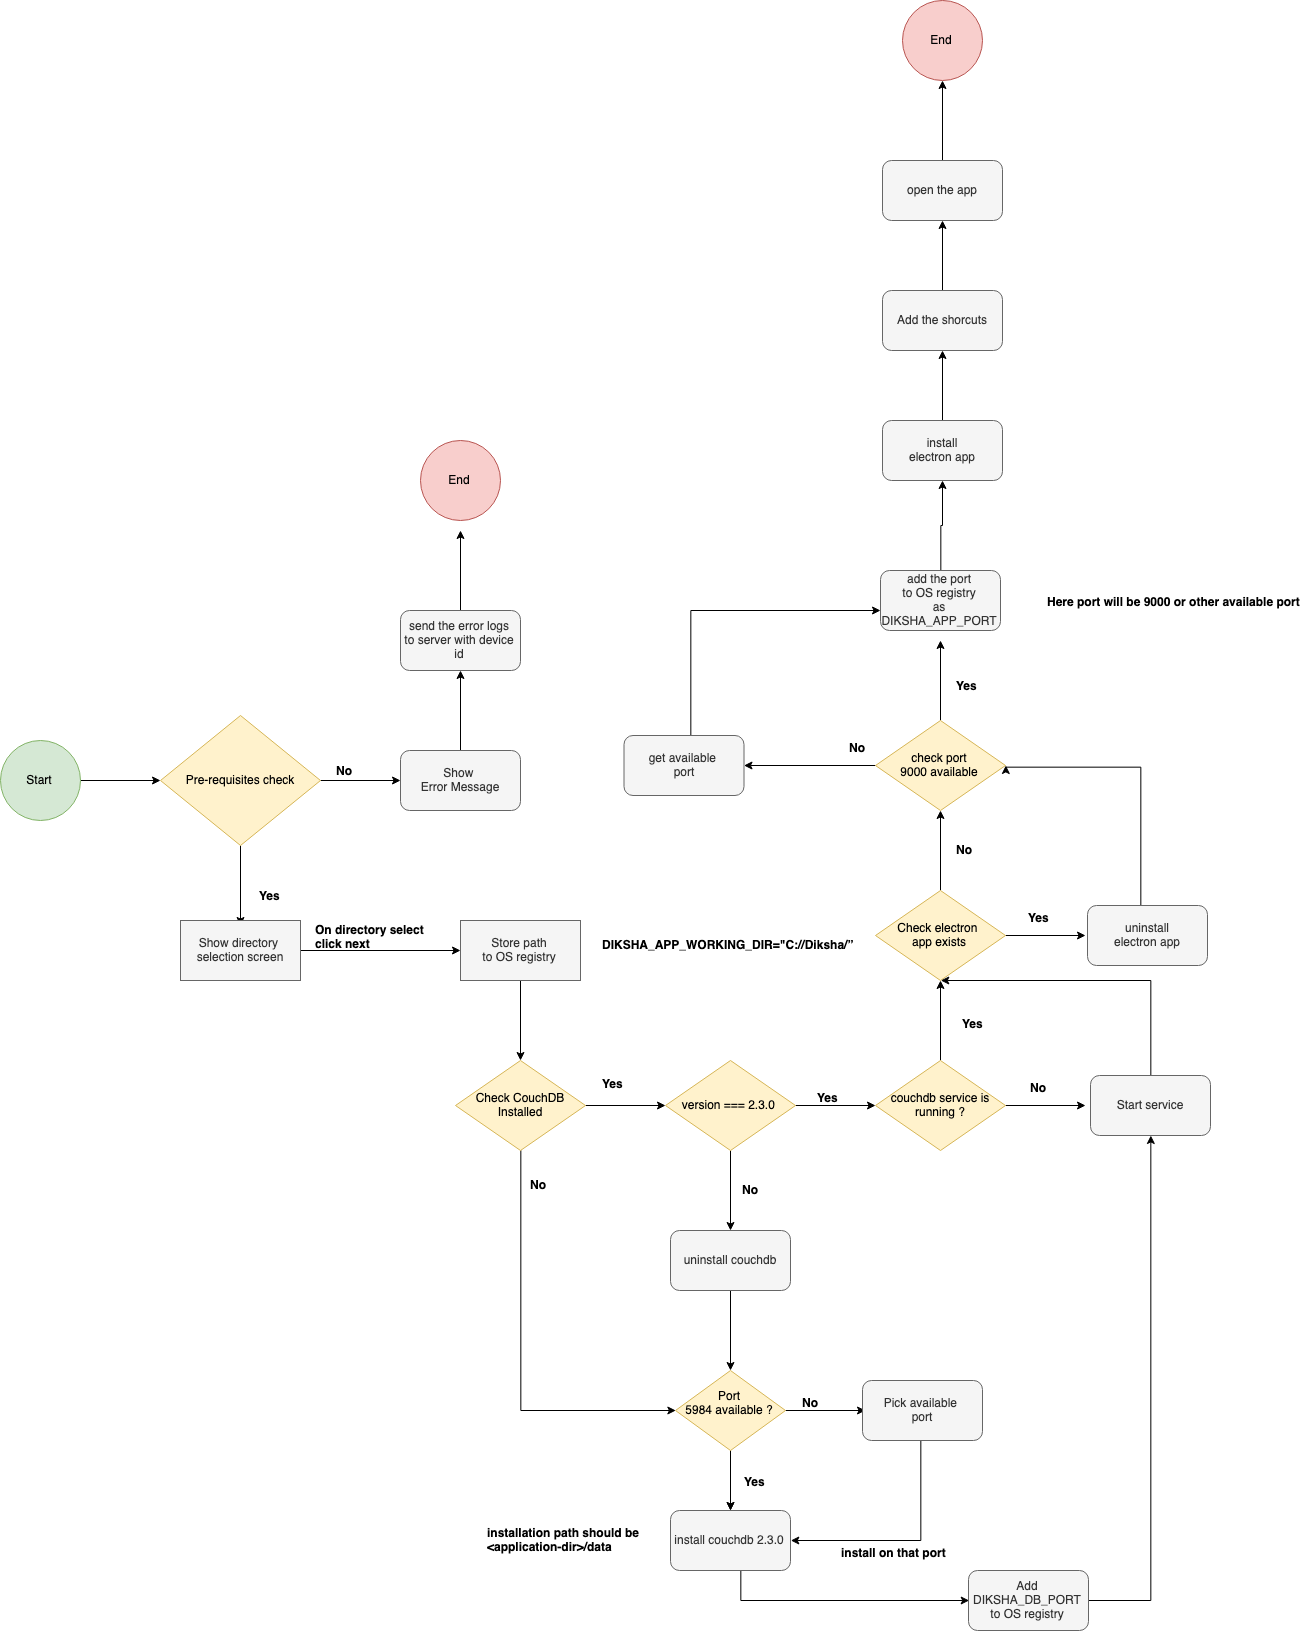 End
open the app
Add the shorcuts
install
electron app
End
add the port
to OS registry
as
DIKSHA_APP_PORT
Here port will be 9000 or other available port
send the error logs
to server with device
id
Yes
Start
Pre-requisites check
No
Show
Error Message
get available
port
No
check port
9000 available
No
Yes
Show directory
selection screen
On directory select
click next
Store path
to OS registry
DIKSHA_APP_WORKING_DIR="C://Diksha/"
Check electron
app exists
Yes
uninstall
electron app
Yes
Check CouchDB
Installed
Yes
version === 2.3.0
Yes
couchdb service is
running ?
No
Start service
No
No
uninstall couchdb
Port
5984 available ?
No
Pick available
port
Yes
installation path should be
<application-dir>/data
install couchdb 2.3.0
install on that port
Add
DIKSHA_DB_PORT
to OS registry